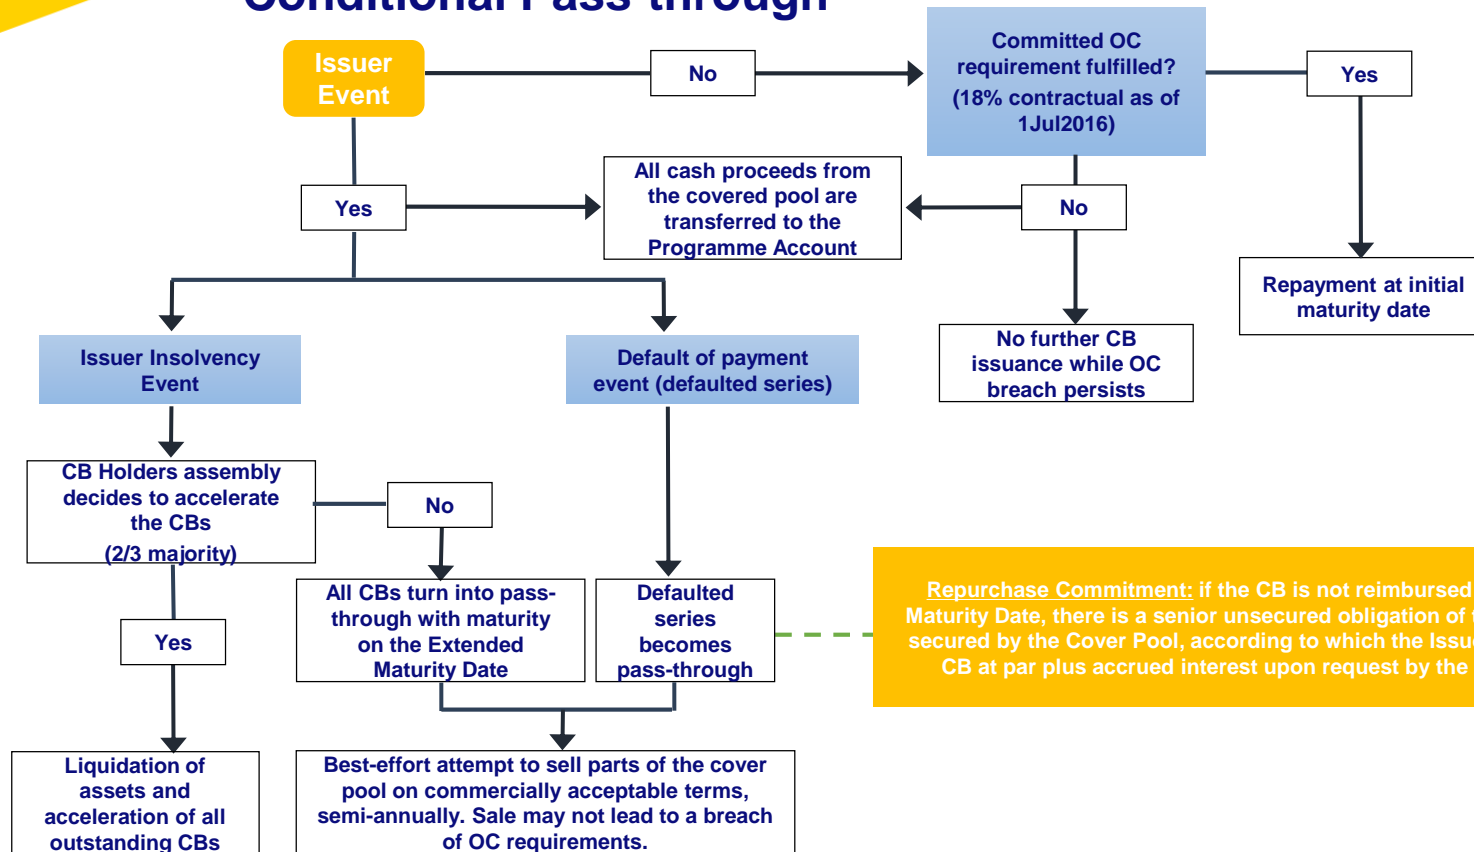 Conditional Pass-through
Issuer
Event
No
Committed OC
requirement fulfilled?
(18% contractual as of
1Jul2016)
Yes
Yes
All cash proceeds from
the covered pool are
transferred to the
Programme Account
No
Repayment at initial
maturity date
No further CB
issuance while OC
breach persists
Issuer Insolvency
Event
Default of payment
event (defaulted series)
CB Holders assembly
decides to accelerate
the CBs
(2/3 majority)
No
Yes
All CBs turn into pass-
through with maturity
on the Extended
Maturity Date
Defaulted
series
becomes
pass-through
Repurchase Commitment: if the CB is not reimbursed
Maturity Date, there is a senior unsecured obligation of
secured by the Cover Pool, according to which the
CB at par plus accrued interest upon request by the
Liquidation of
assets and
acceleration of all
outstanding CBs
Best-effort attempt to sell parts of the cover
pool on commercially acceptable terms,
semi-annually. Sale may not lead to a breach
of OC requirements.